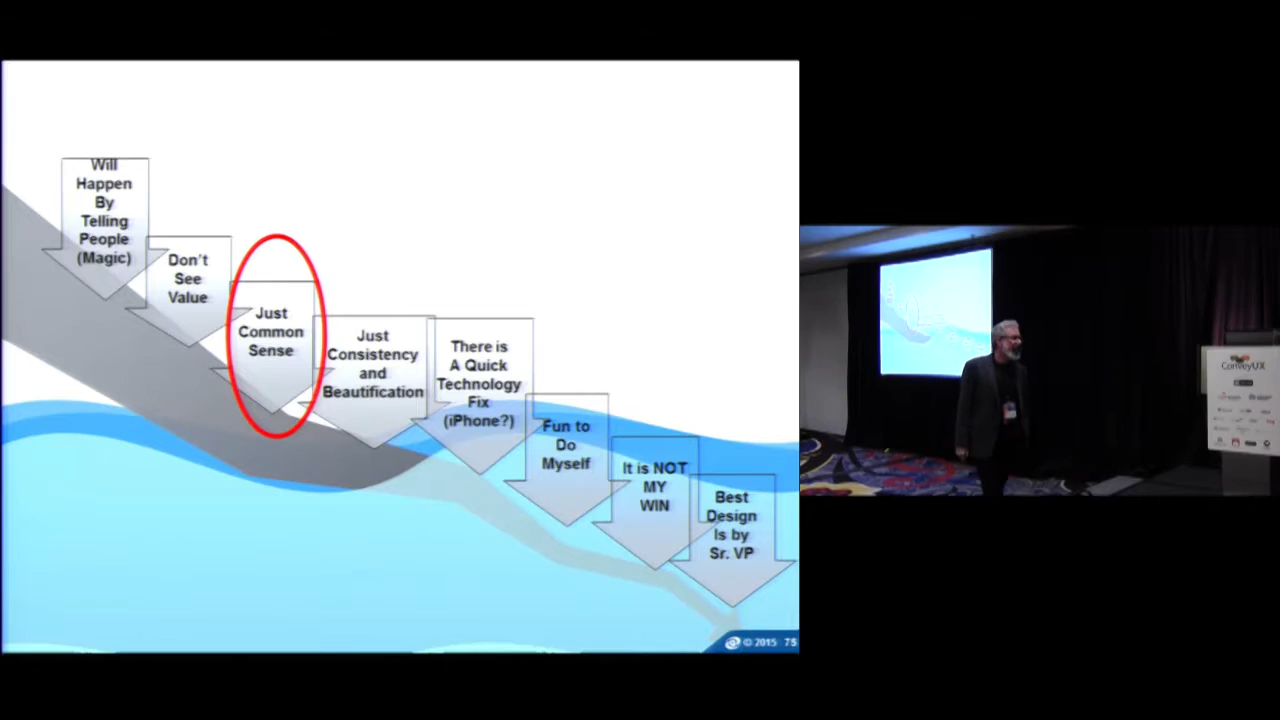 Will
Happen
By
Telling
People
(Magic)
Don't
See
Value
Just
Common
Sense
Just
Consistency
and
Beautification
There is
A Quick
Technology
Fix
(iPhone?)
Fun to
Do
Myself
It is NOT
MY
WIN
Best
Design
Is by
Sr. VP
© 2015 75
ConveyUX